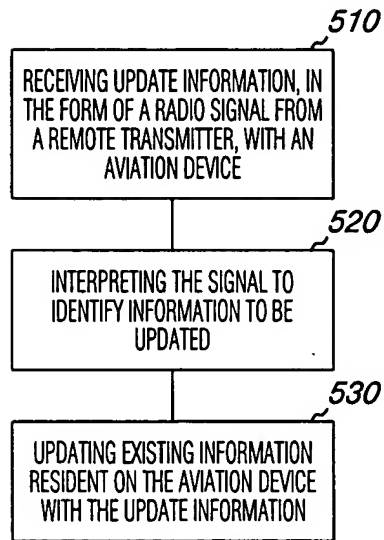 510
RECEIVING UPDATE INFORMATION, IN
THE FORM OF A RADIO SIGNAL FROM
A REMOTE TRANSMITTER, WITH AN
AVIATION DEVICE
520
INTERPRETING THE SIGNAL TO
IDENTIFY INFORMATION TO BE
UPDATED
530
UPDATING EXISTING INFORMATION
RESIDENT ON THE AVIATION DEVICE
WITH THE UPDATE INFORMATION